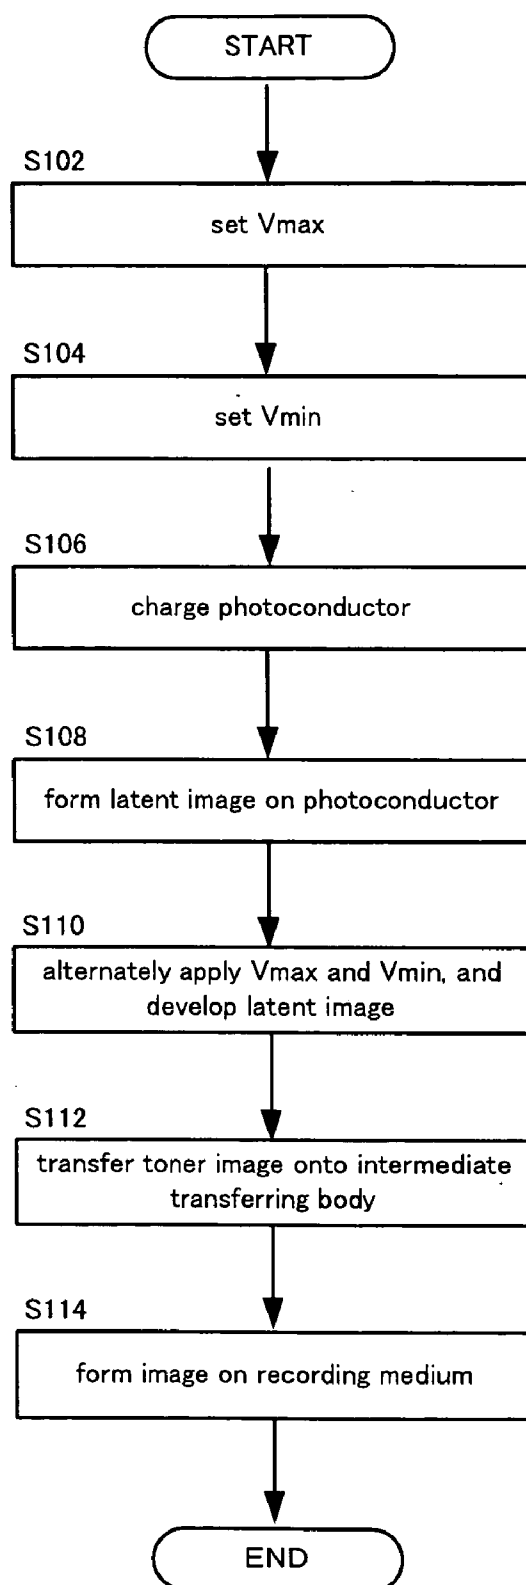 START
S102
set Vmax
S104
set Vmin
S106
charge photoconductor
S108
form latent image on photoconductor
S110
alternately apply Vmax and Vmin, and
develop latent image
S112
transfer toner image onto intermediate
transferring body
S114
form image on recording medium
END